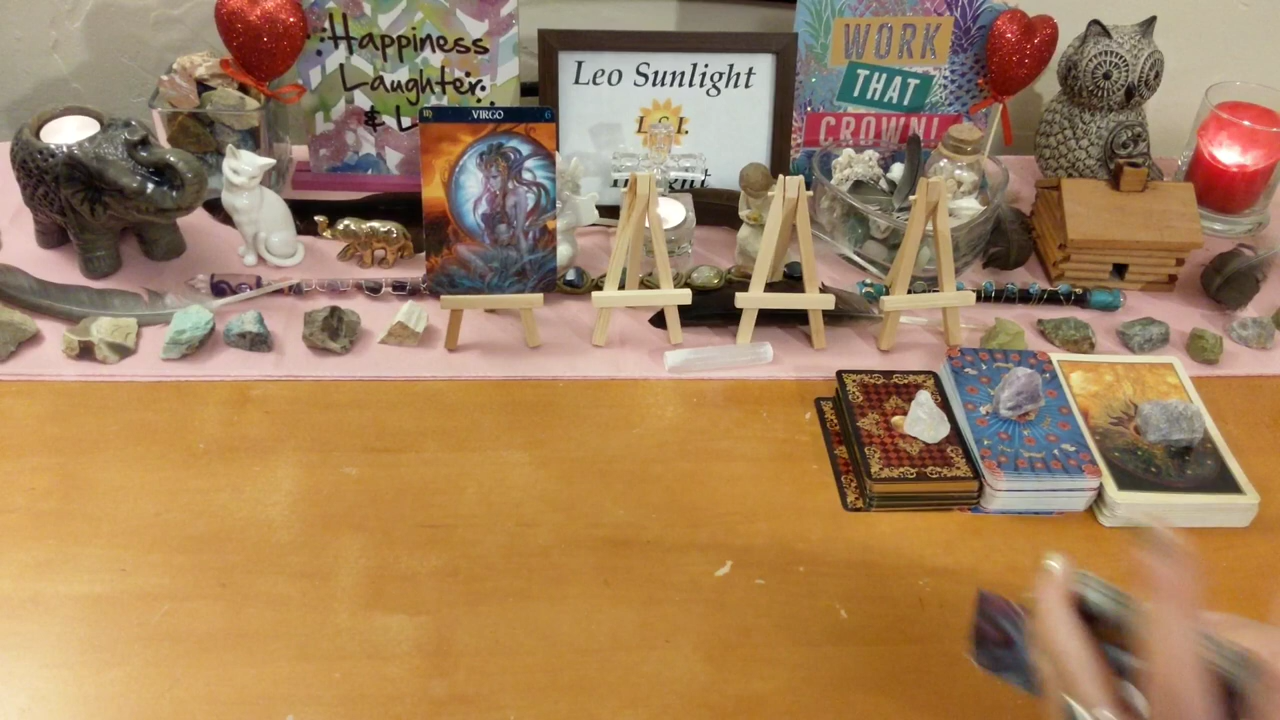 Happiness
Laughter
& L
Leo Sunlight
L.S.I.
WORK
THAT
CROWN!
♍ VIRGO 6